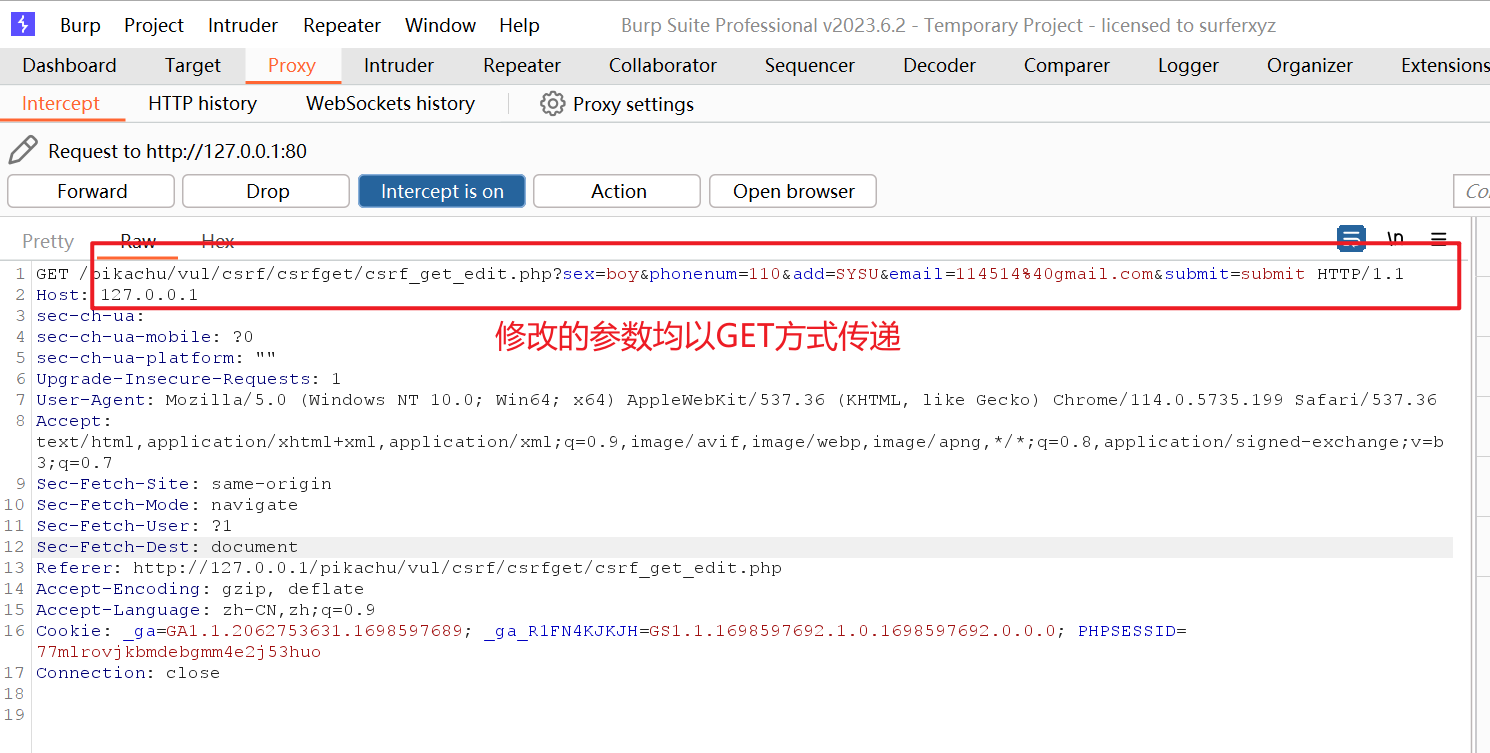 Burp Project Intruder Repeater Window Help Burp Suite Professional v2023.6.2 - Temporary Project - licensed to surferxyz
Dashboard Target Proxy Intruder Repeater Collaborator Sequencer Decoder Comparer Logger Organizer Extensions
Intercept HTTP history WebSockets history Proxy settings
Request to http://127.0.0.1:80
Forward Drop Intercept is on Action Open browser
Pretty Raw Hex \n
1 GET /pikachu/vul/csrf/csrfget/csrf_get_edit.php?sex=boy&phonenum=110&add=SYSU&email=114514%40gmail.com&submit=submit HTTP/1.1
2 Host: 127.0.0.1
3 sec-ch-ua:
修改的参数均以GET方式传递
4 sec-ch-ua-mobile: ?0
5 sec-ch-ua-platform: ""
6 Upgrade-Insecure-Requests: 1
7 User-Agent: Mozilla/5.0 (Windows NT 10.0; Win64; x64) AppleWebKit/537.36 (KHTML, like Gecko) Chrome/114.0.5735.199 Safari/537.36
8 Accept:
text/html,application/xhtml+xml,application/xml;q=0.9,image/avif,image/webp,image/apng,*/*;q=0.8,application/signed-exchange;v=b
3;q=0.7
9 Sec-Fetch-Site: same-origin
10 Sec-Fetch-Mode: navigate
11 Sec-Fetch-User: ?1
12 Sec-Fetch-Dest: document
13 Referer: http://127.0.0.1/pikachu/vul/csrf/csrfget/csrf_get_edit.php
14 Accept-Encoding: gzip, deflate
15 Accept-Language: zh-CN,zh;q=0.9
16 Cookie: _ga=GA1.1.2062753631.1698597689; _ga_R1FN4KJKJH=GS1.1.1698597692.1.0.1698597692.0.0.0; PHPSESSID=
77mlrovjkbmdebgmm4e2j53huo
17 Connection: close
18
19